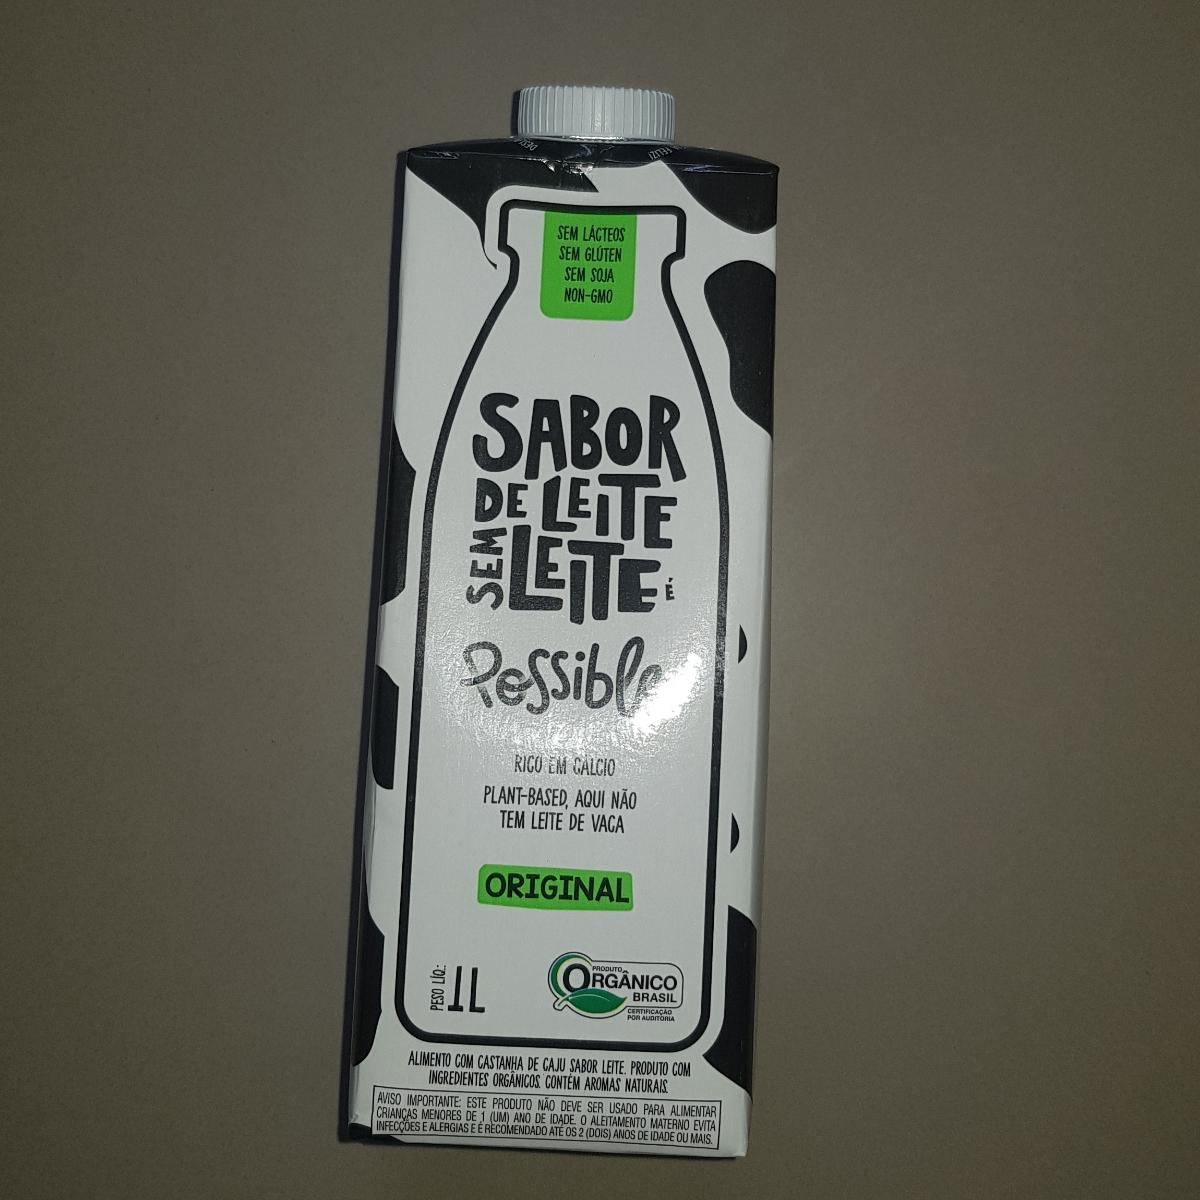 SEM LÁCTEOS
SEM GLÚTEN
SEM SOJA
NON-GMO
SABOR
DE LEITE
SEM LEITE É
Possible
RICO EM CÁLCIO
PLANT-BASED, AQUI NÃO
TEM LEITE DE VACA
ORIGINAL
PESO LÍQ.: 1L
PRODUTO
ORGÂNICO
BRASIL
CERTIFICAÇÃO
POR AUDITORIA
ALIMENTO COM CASTANHA DE CAJU SABOR LEITE. PRODUTO COM
INGREDIENTES ORGÂNICOS. CONTÉM AROMAS NATURAIS.
AVISO IMPORTANTE: ESTE PRODUTO NÃO DEVE SER USADO PARA ALIMENTAR
CRIANÇAS MENORES DE 1 (UM) ANO DE IDADE. O ALEITAMENTO MATERNO EVITA
INFECÇÕES E ALERGIAS E É RECOMENDADO ATÉ OS 2 (DOIS) ANOS DE IDADE OU MAIS.